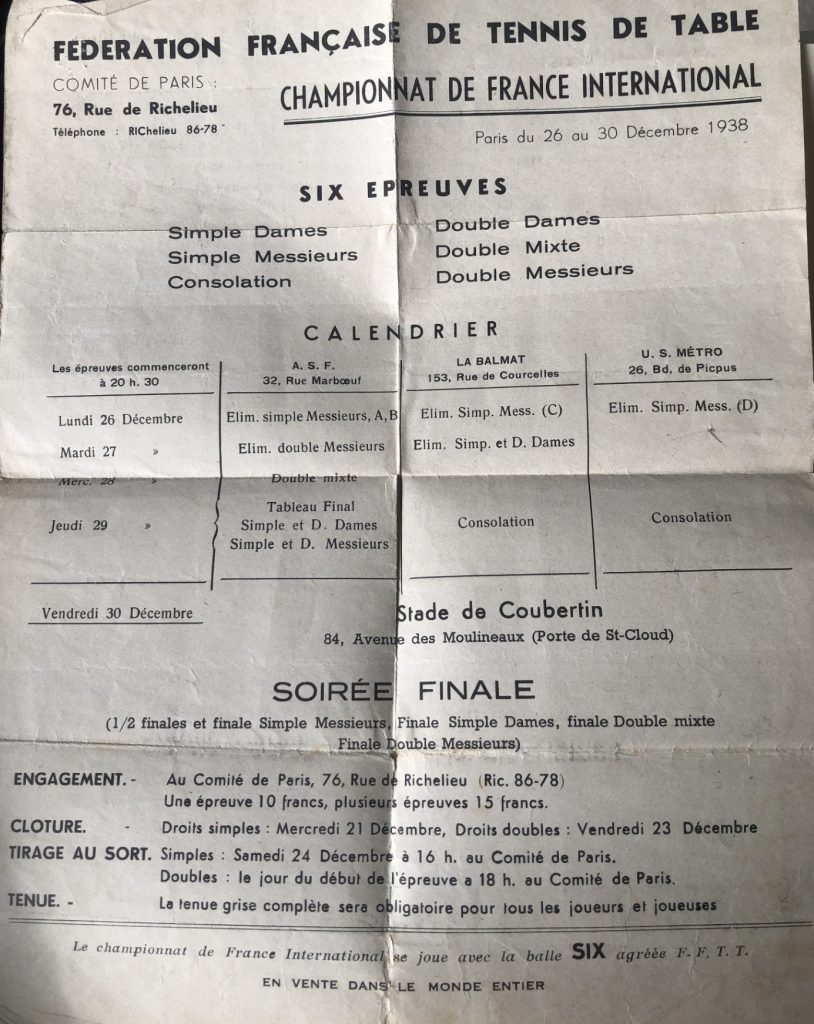 FEDERATION FRANÇAISE DE TENNIS DE TABLE
COMITÉ DE PARIS :
76, Rue de Richelieu
Téléphone : RIChelieu 86-78
CHAMPIONNAT DE FRANCE INTERNATIONAL
Paris du 26 au 30 Décembre 1938
SIX EPREUVES
Simple Dames
Simple Messieurs
Consolation
Double Dames
Double Mixte
Double Messieurs
CALENDRIER
Les épreuves commenceront
à 20 h. 30
A. S. F.
32, Rue Marbœuf
LA BALMAT
153, Rue de Courcelles
U. S. MÉTRO
26, Bd, de Picpus
Lundi 26 Décembre
Elim. simple Messieurs, A, B
Elim. Simp. Mess. (C)
Elim. Simp. Mess. (D)
Mardi 27 »
Elim. double Messieurs
Elim. Simp. et D. Dames
Merc. 28 »
Double mixte
Jeudi 29 »
Tableau Final
Simple et D. Dames
Simple et D. Messieurs
Consolation
Consolation
Vendredi 30 Décembre
Stade de Coubertin
84, Avenue des Moulineaux (Porte de St-Cloud)
SOIRÉE FINALE
(1/2 finales et finale Simple Messieurs, Finale Simple Dames, finale Double mixte
Finale Double Messieurs)
ENGAGEMENT. - Au Comité de Paris, 76, Rue de Richelieu (Ric. 86-78)
Une épreuve 10 francs, plusieurs épreuves 15 francs.
CLOTURE. - Droits simples : Mercredi 21 Décembre, Droits doubles : Vendredi 23 Décembre
TIRAGE AU SORT. Simples : Samedi 24 Décembre à 16 h. au Comité de Paris.
Doubles : le jour du début de l'épreuve a 18 h. au Comité de Paris.
TENUE. - La tenue grise complète sera obligatoire pour tous les joueurs et joueuses
Le championnat de France International se joue avec la balle SIX agréée F. F. T. T.
EN VENTE DANS LE MONDE ENTIER